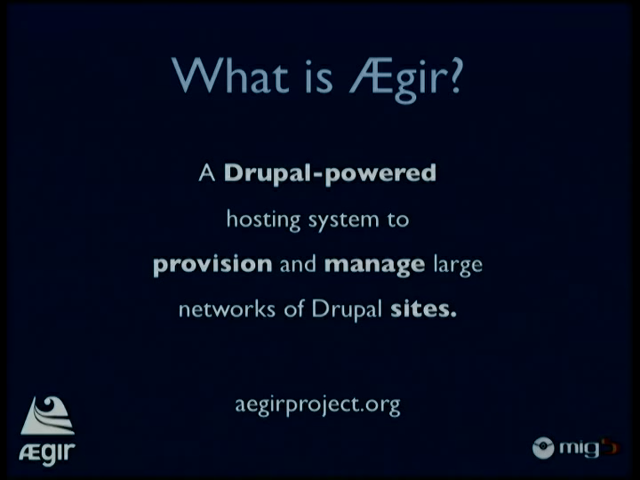 What is Ægir?
A Drupal-powered
hosting system to
provision and manage large
networks of Drupal sites.
aegirproject.org
ÆgIr
mig5